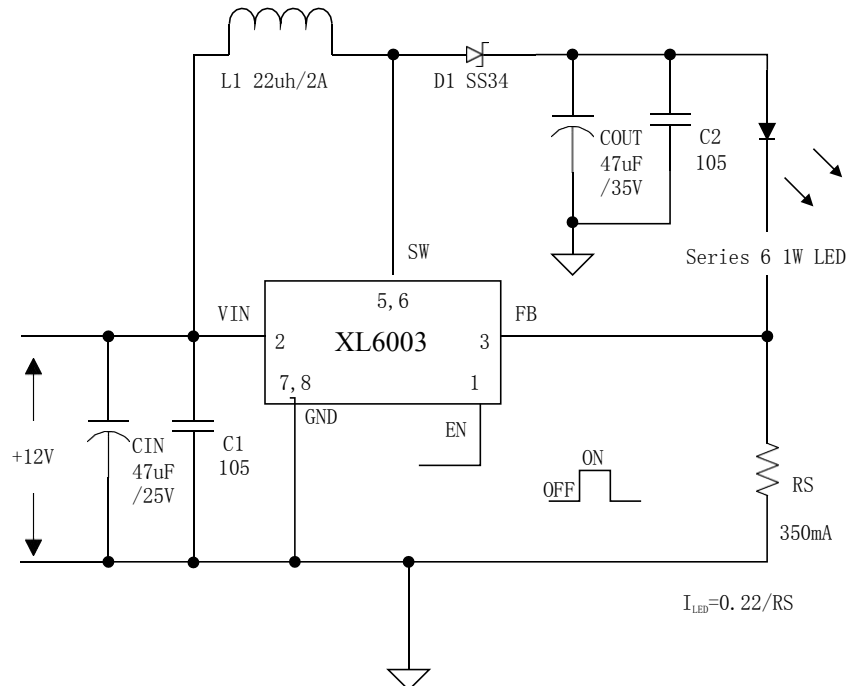 L1 22uh/2A
D1 SS34
COUT
47uF
/35V
C2
105
SW
Series 6 1W LED
5,6
VIN
FB
2
XL6003
3
7,8
1
GND
EN
+12V
CIN
47uF
/25V
C1
105
ON
OFF
RS
350mA
ILED=0.22/RS